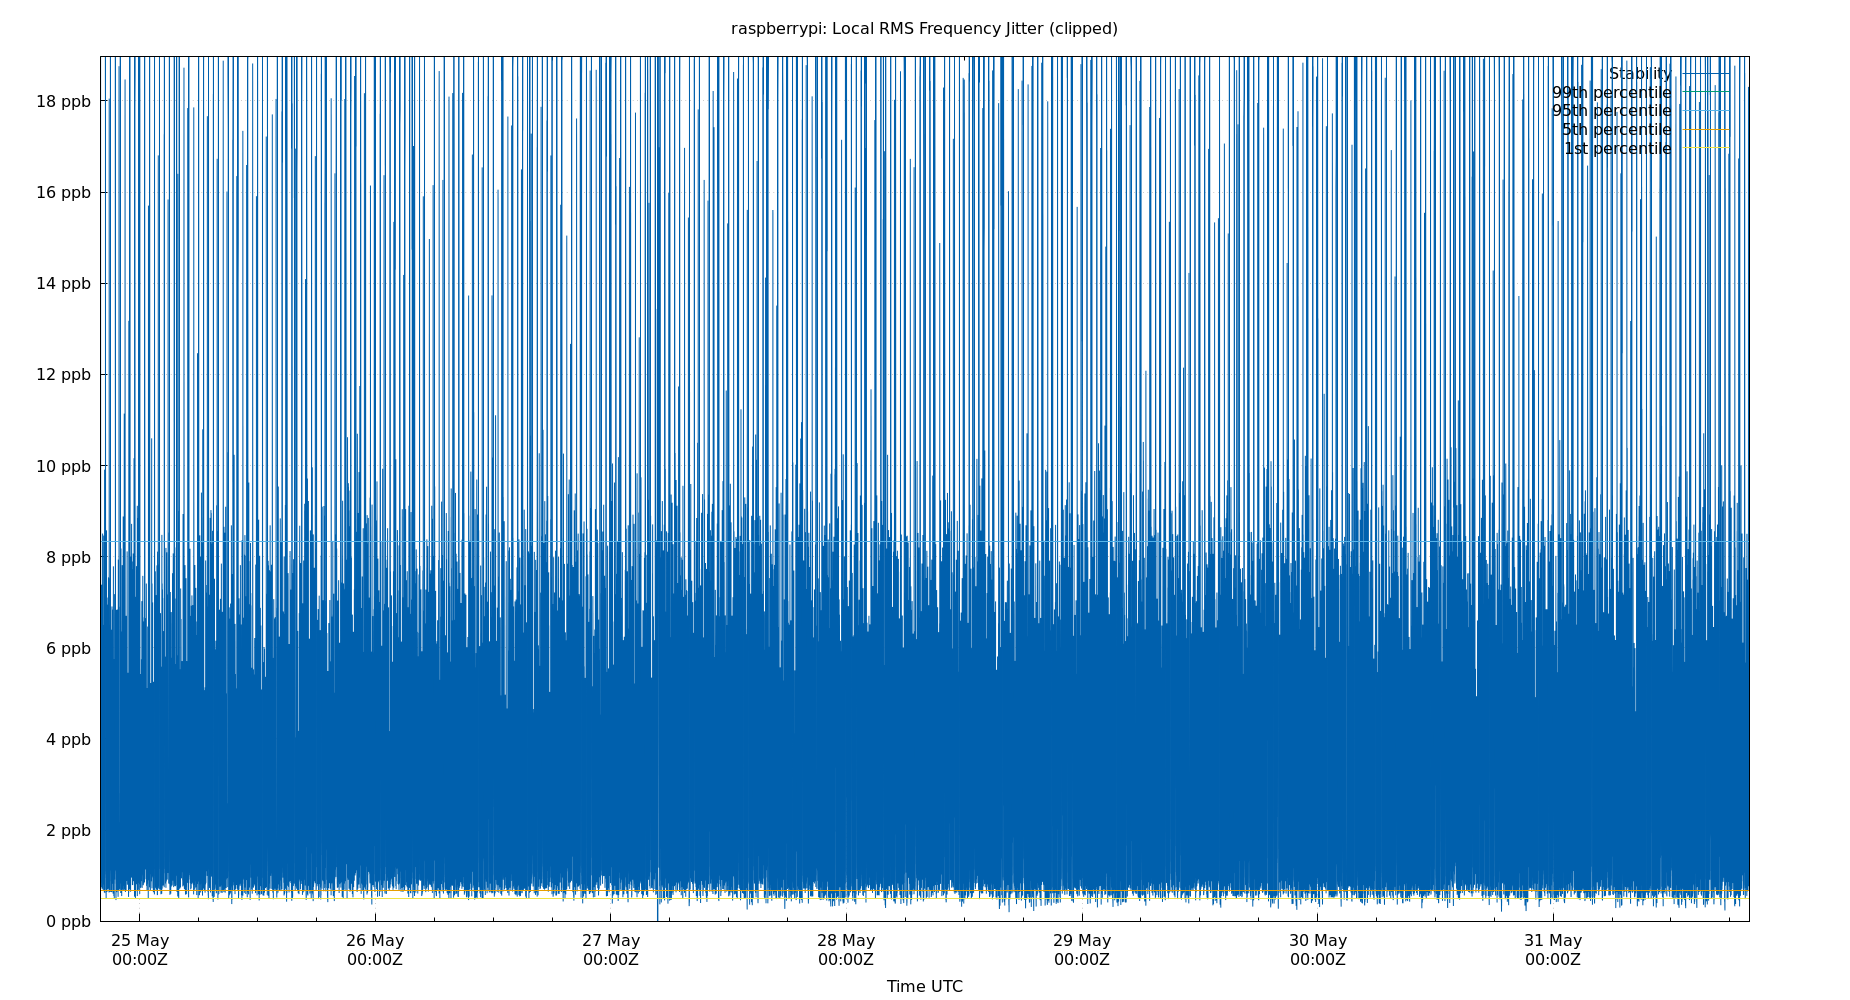 raspberrypi: Local RMS Frequency Jitter (clipped)
Stability
99th percentile
95th percentile
5th percentile
1st percentile
18 ppb
16 ppb
14 ppb
12 ppb
10 ppb
8 ppb
6 ppb
4 ppb
2 ppb
0 ppb
25 May 26 May 27 May 28 May 29 May 30 May 31 May
00:00Z 00:00Z 00:00Z 00:00Z 00:00Z 00:00Z 00:00Z
Time UTC